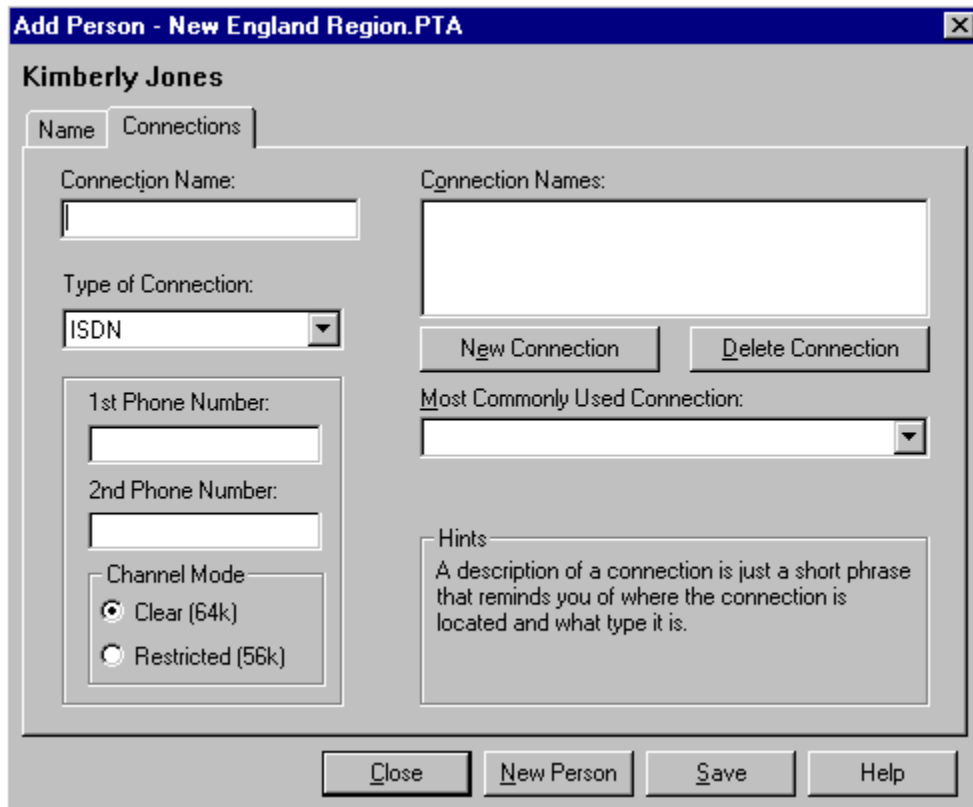 Add Person - New England Region.PTA
Kimberly Jones
Name
Connections
Connection Name:
Type of Connection:
ISDN
1st Phone Number:
2nd Phone Number:
Channel Mode
Clear (64k)
Restricted (56k)
Connection Names:
New Connection
Delete Connection
Most Commonly Used Connection:
Hints
A description of a connection is just a short phrase
that reminds you of where the connection is
located and what type it is.
Close
New Person
Save
Help